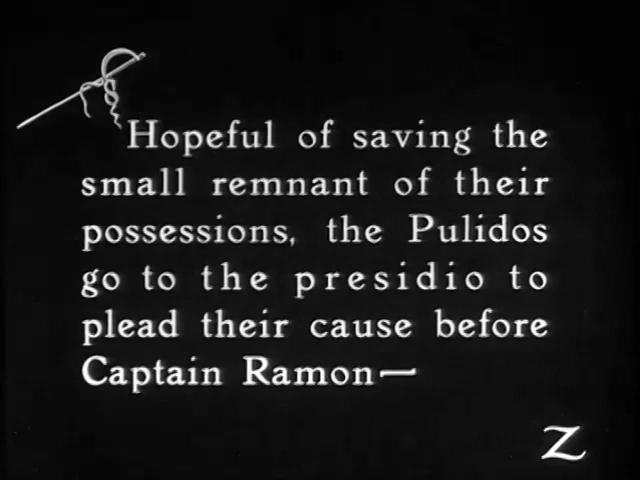 Hopeful of saving the
small remnant of their
possessions, the Pulidos
go to the presidio to
plead their cause before
Captain Ramon—
Z